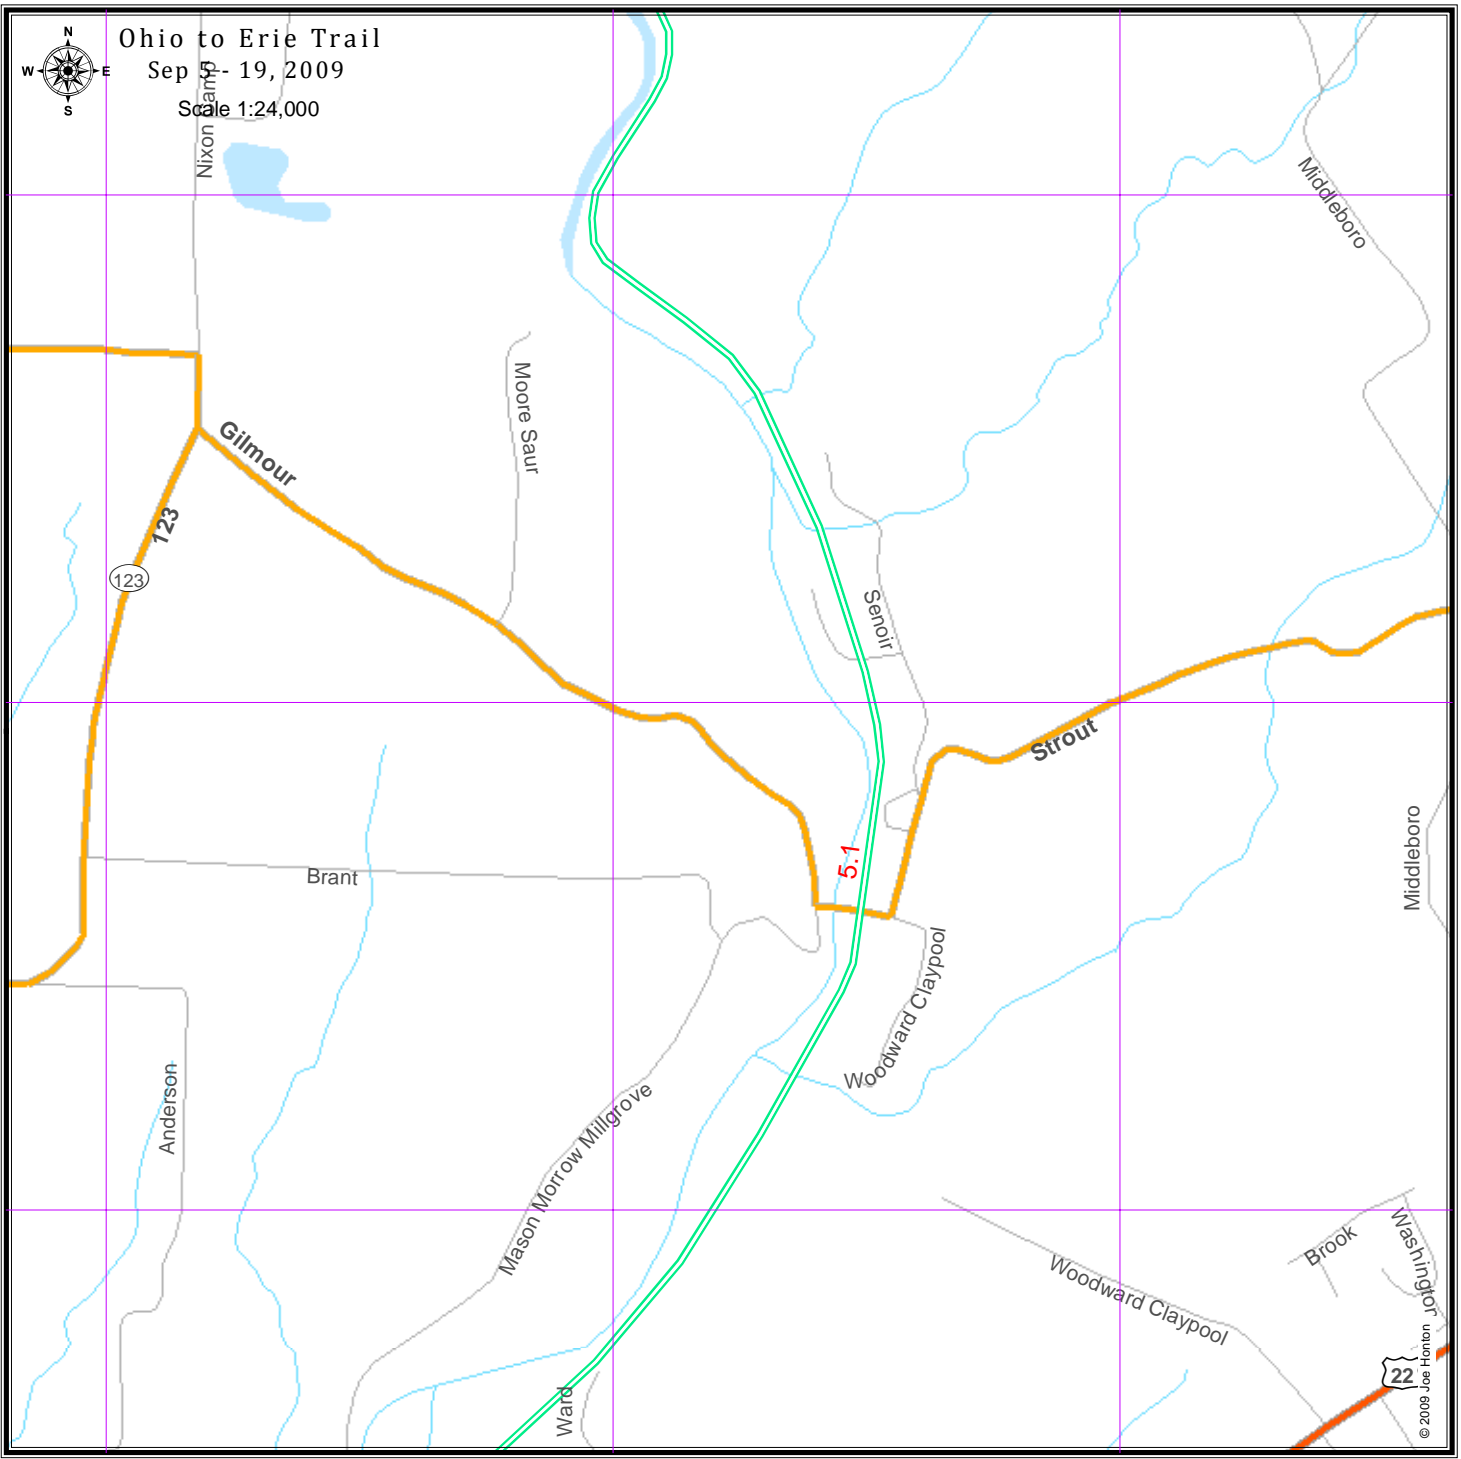 N
W E
S
Ohio to Erie Trail
Sep 5 - 19, 2009
Scale 1:24,000
Nixon Camp
Middleboro
Moore Saur
Gilmour
123
123
Senoir
Strout
Middleboro
5.1
Brant
Woodward Claypool
Anderson
Mason Morrow Millgrove
Brook
Washington
Woodward Claypool
22
Ward
© 2009 Joe Honton